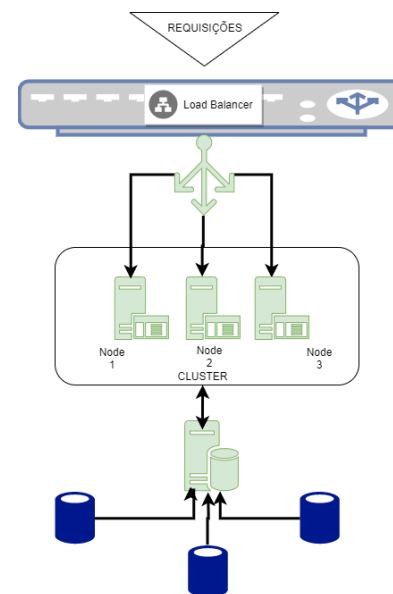 REQUISIÇÕES
Load Balancer
Node
1
Node
2
Node
3
CLUSTER